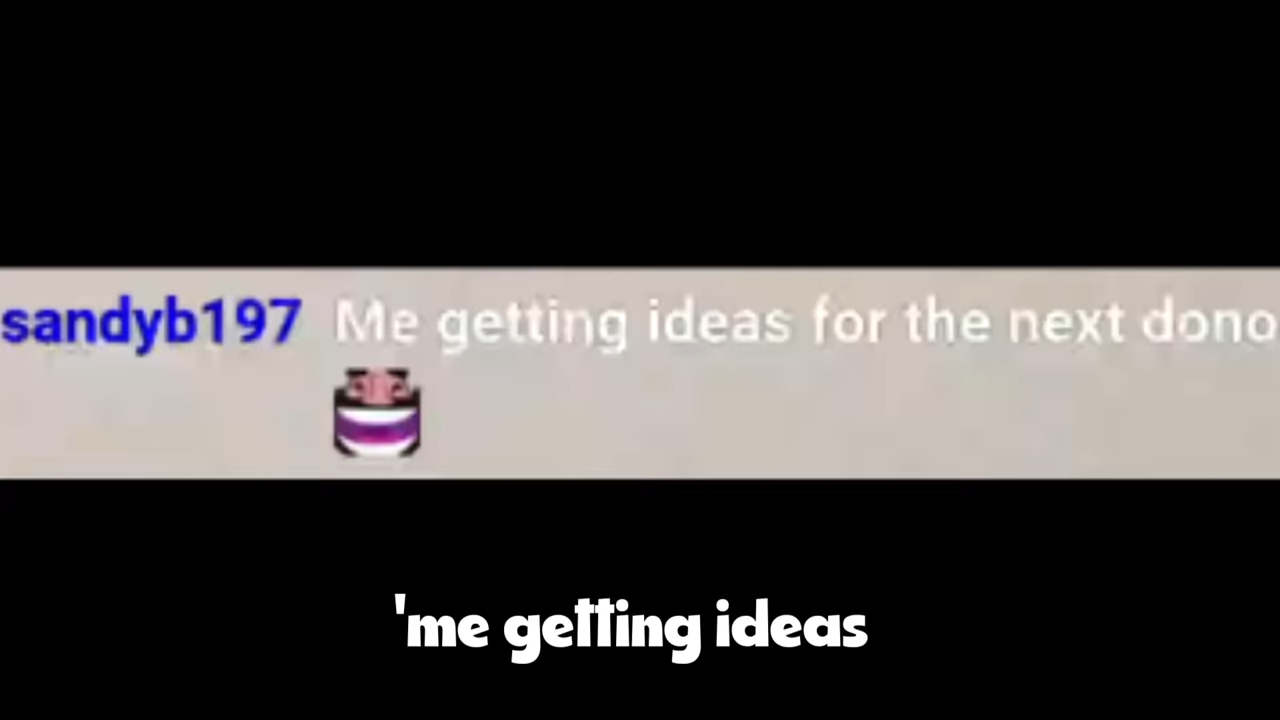 sandyb197 Me getting ideas for the next dono
'me getting ideas